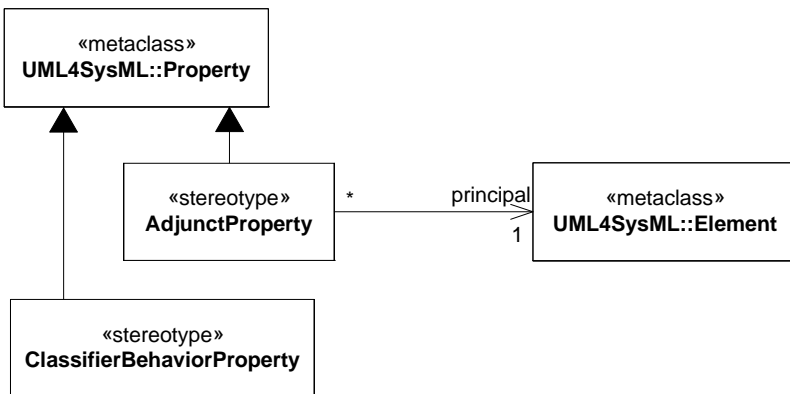 «metaclass»
UML4SysML::Property
«stereotype»
AdjunctProperty
*
principal
1
«metaclass»
UML4SysML::Element
«stereotype»
ClassifierBehaviorProperty